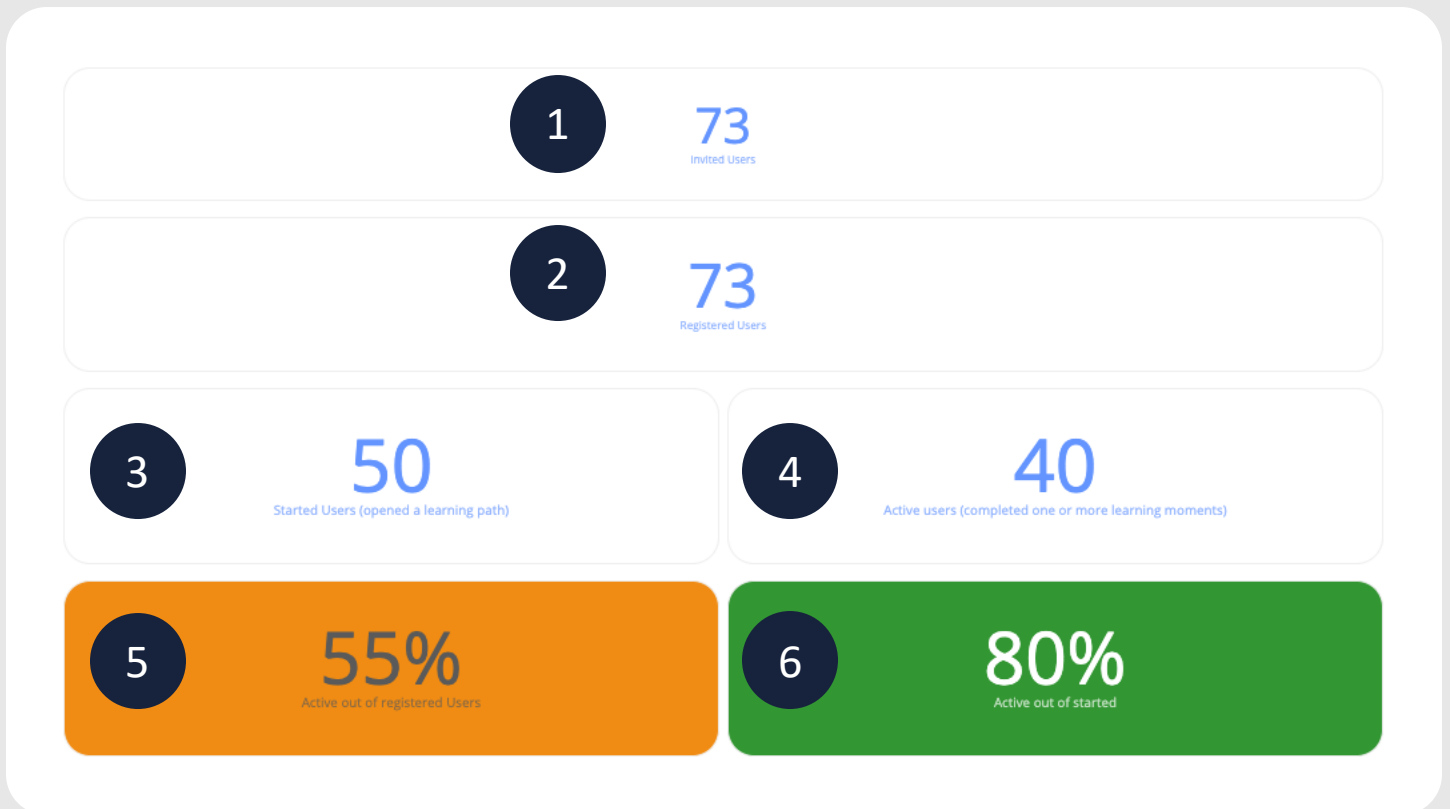 1
73
Invited Users
2
73
Registered Users
3
50
Started Users (opened a learning path)
4
40
Active users (completed one or more learning moments)
5
55%
Active out of registered Users
6
80%
Active out of started